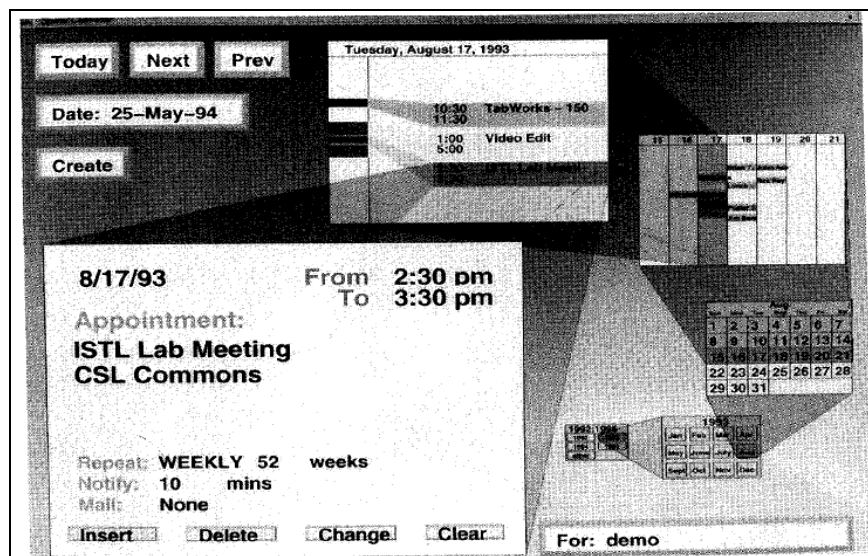 Today Next Prev
Date: 25-May-94
Create
Tuesday, August 17, 1993
10:30 TabWorks - 150
11:30
1:00 Video Edit
5:00
15 16 17 18 19 20 21
8/17/93 From 2:30 pm
To 3:30 pm
Appointment:
ISTL Lab Meeting
CSL Commons
Repeat: WEEKLY 52 weeks
Notify: 10 mins
Mail: None
Insert Delete Change Clear
Aug
1 2 3 4 5 6 7
8 9 10 11 12 13 14
15 16 17 18 19 20 21
22 23 24 25 26 27 28
29 30 31
1993
Jan Feb Mar Apr
May June July
Sept Oct Nov Dec
For: demo